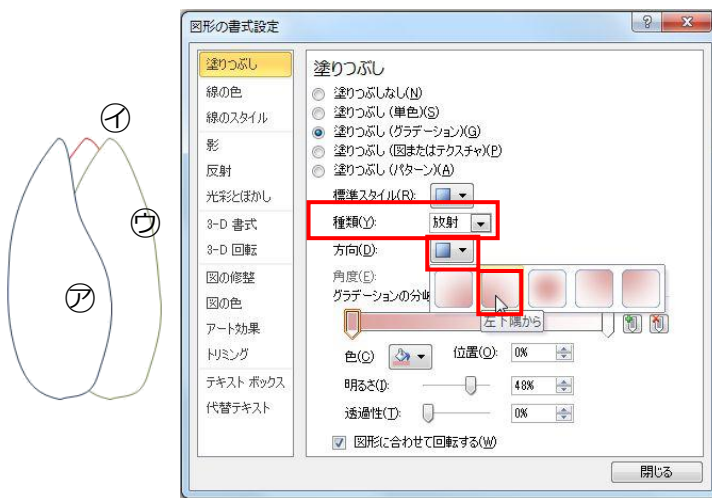 図形の書式設定
塗りつぶし
線の色
線のスタイル
影
反射
光彩とぼかし
3-D 書式
3-D 回転
図の修整
図の色
アート効果
トリミング
テキスト ボックス
代替テキスト
塗りつぶし
塗りつぶしなし(N)
塗りつぶし (単色)(S)
塗りつぶし (グラデーション)(G)
塗りつぶし (図またはテクスチャ)(P)
塗りつぶし (パターン)(A)
標準スタイル(R):
種類(Y): 放射
方向(D):
角度(E):
グラデーションの分岐
左下隅から
色(C) 位置(O): 0%
明るさ(I): 48%
透過性(T): 0%
図形に合わせて回転する(W)
閉じる
イ
ウ
ア